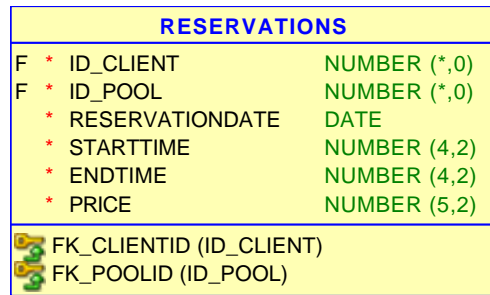 RESERVATIONS
F * ID_CLIENT NUMBER (*,0)
F * ID_POOL NUMBER (*,0)
* RESERVATIONDATE DATE
* STARTTIME NUMBER (4,2)
* ENDTIME NUMBER (4,2)
* PRICE NUMBER (5,2)
FK_CLIENTID (ID_CLIENT)
FK_POOLID (ID_POOL)